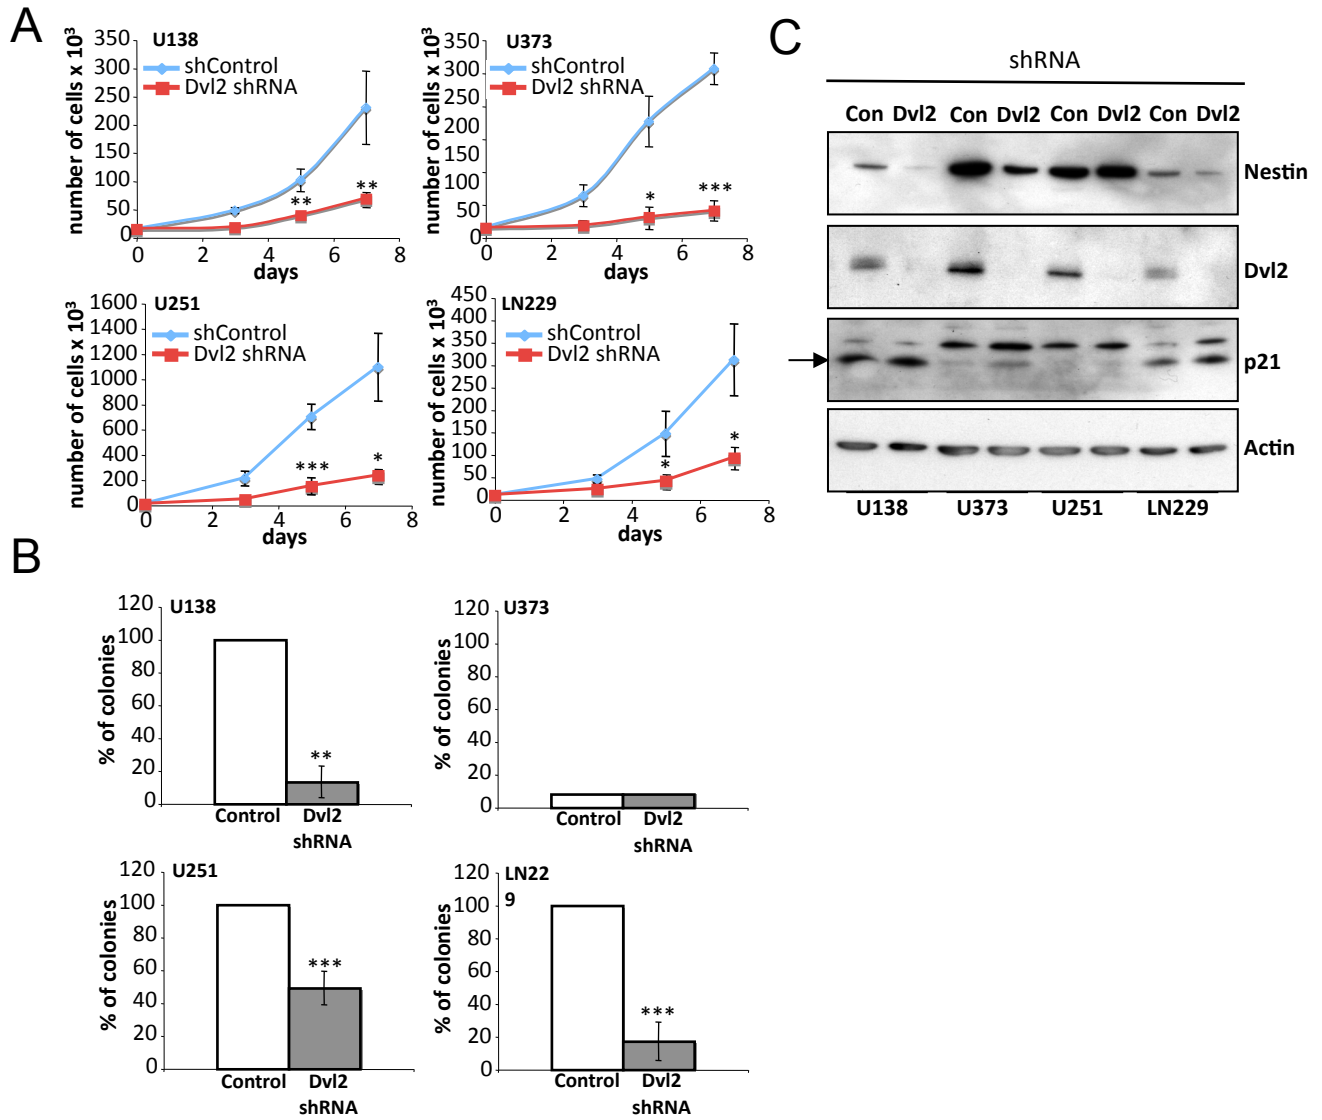 A
U138
number of cells x 10³
350
300
250
200
150
100
50
0
shControl
Dvl2 shRNA
**
**
0 2 4 6 8
days
U373
number of cells x 10³
350
300
250
200
150
100
50
0
shControl
Dvl2 shRNA
*
***
0 2 4 6 8
days
U251
number of cells x 10³
1600
1400
1200
1000
800
600
400
200
0
shControl
Dvl2 shRNA
***
*
0 2 4 6 8
days
LN229
number of cells x 10³
450
400
350
300
250
200
150
100
50
0
shControl
Dvl2 shRNA
*
*
0 2 4 6 8
days
B
U138
% of colonies
120
100
80
60
40
20
0
**
Control Dvl2
shRNA
U373
% of colonies
120
100
80
60
40
20
0
Control Dvl2
shRNA
U251
% of colonies
120
100
80
60
40
20
0
***
Control Dvl2
shRNA
LN22
9
% of colonies
120
100
80
60
40
20
0
***
Control Dvl2
shRNA
C
shRNA
Con Dvl2 Con Dvl2 Con Dvl2 Con Dvl2
Nestin
Dvl2
p21
Actin
U138 U373 U251 LN229